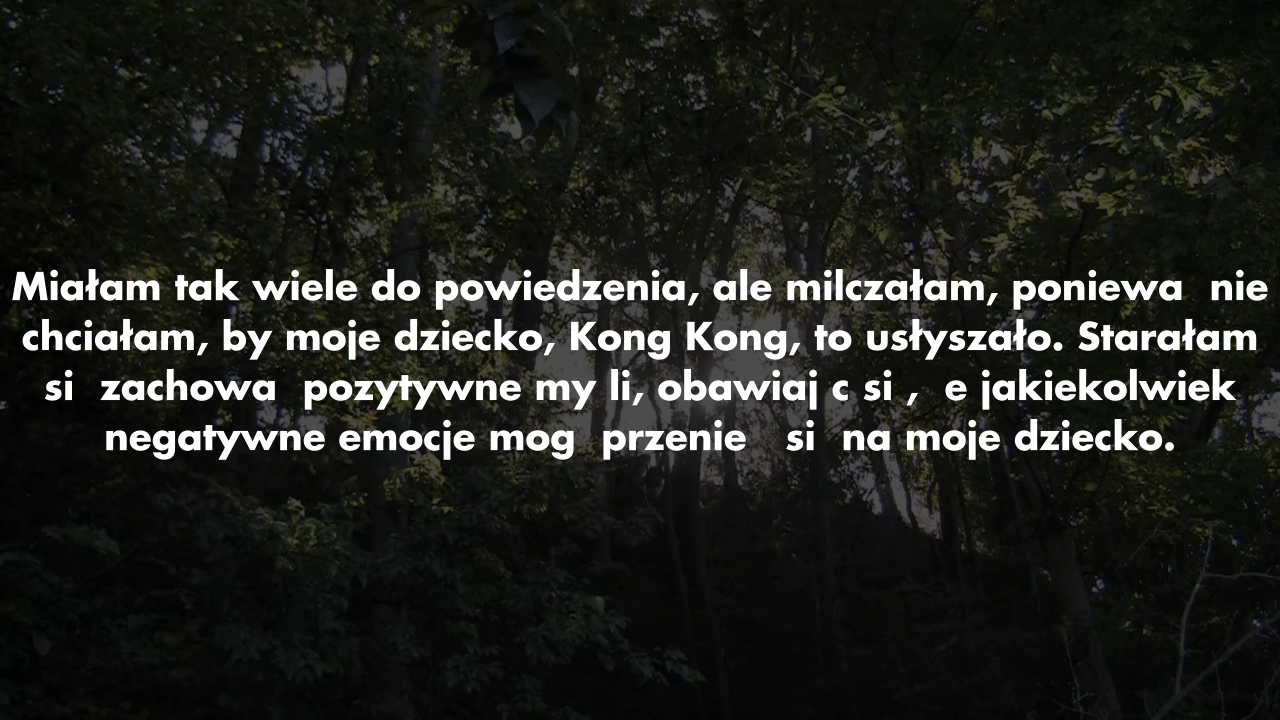 Miałam tak wiele do powiedzenia, ale milczałam, poniewa nie
chciałam, by moje dziecko, Kong Kong, to usłyszało. Starałam
si zachowa pozytywne my li, obawiaj c si , e jakiekolwiek
negatywne emocje mog przenie si na moje dziecko.